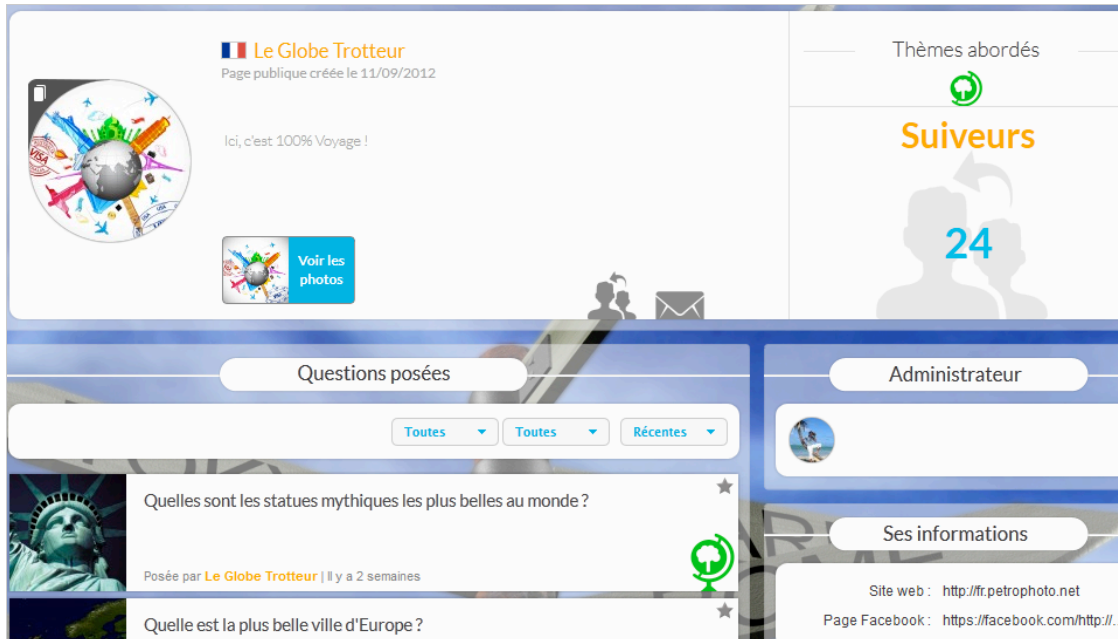 Le Globe Trotteur
Page publique créée le 11/09/2012
Ici, c'est 100% Voyage !
VISA
Voir les
photos
Thèmes abordés
Suiveurs
24
Questions posées
Toutes
Toutes
Récentes
Quelles sont les statues mythiques les plus belles au monde ?
Posée par Le Globe Trotteur | Il y a 2 semaines
Quelle est la plus belle ville d'Europe ?
Administrateur
Ses informations
Site web : http://fr.petrophoto.net
Page Facebook : https://facebook.com/http://